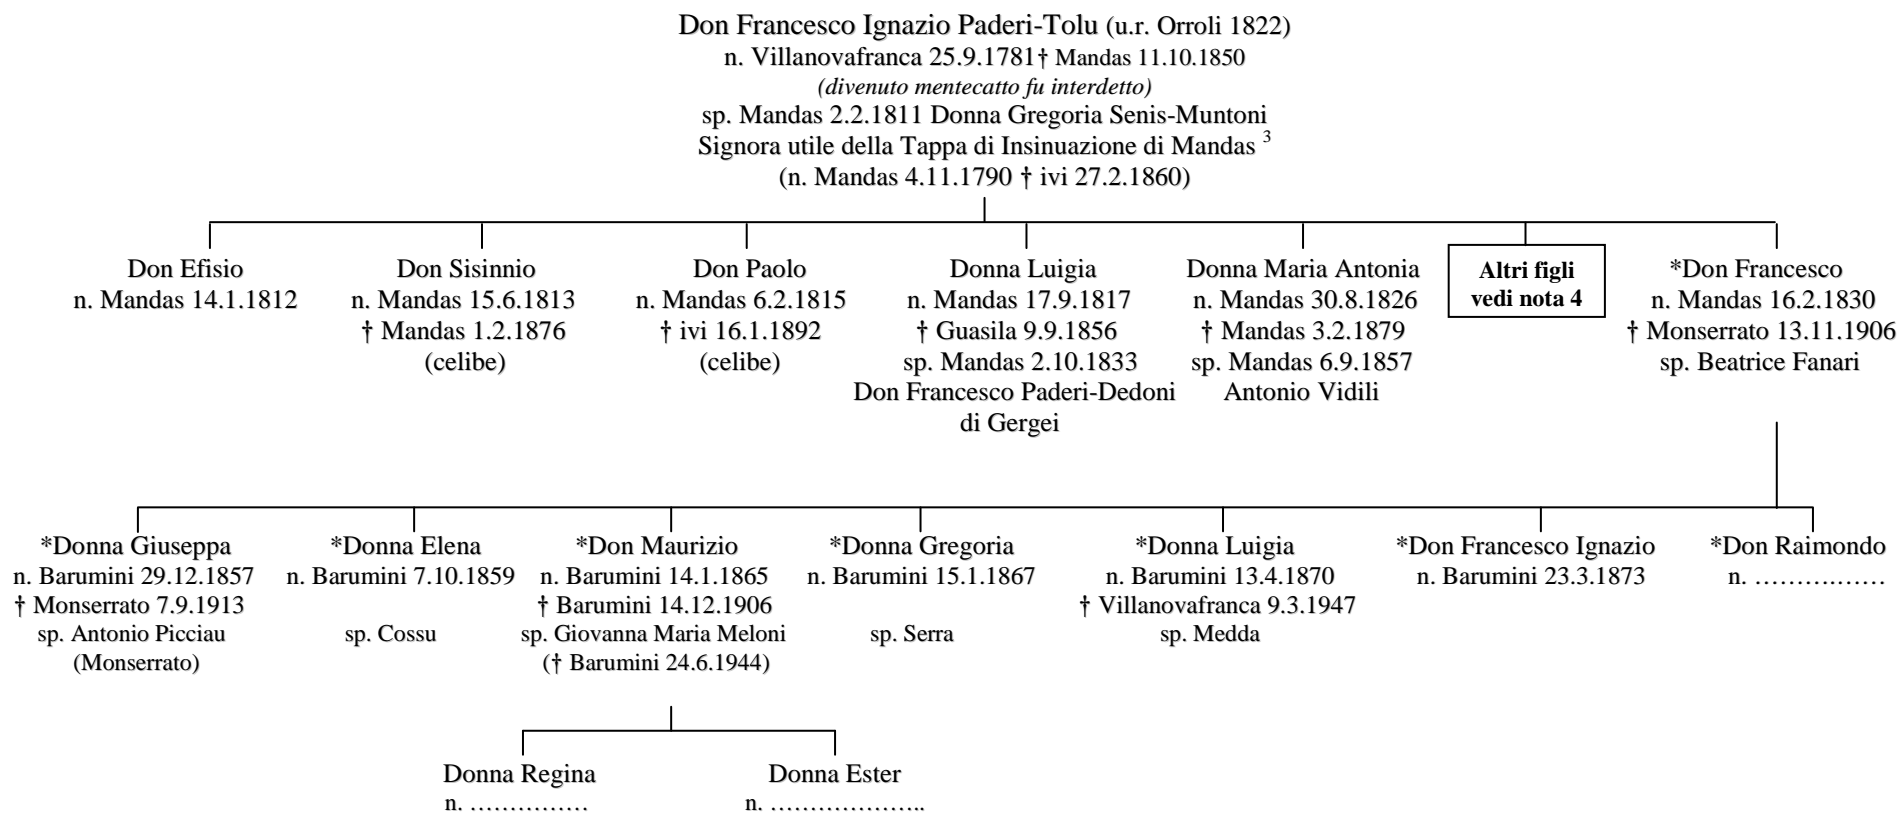 Don Francesco Ignazio Paderi-Tolu (u.r. Orroli 1822)
n. Villanovafranca 25.9.1781† Mandas 11.10.1850
(divenuto mentecatto fu interdetto)
sp. Mandas 2.2.1811 Donna Gregoria Senis-Muntoni
Signora utile della Tappa di Insinuazione di Mandas 3
(n. Mandas 4.11.1790 † ivi 27.2.1860)
Don Efisio
n. Mandas 14.1.1812
Don Sisinnio
n. Mandas 15.6.1813
† Mandas 1.2.1876
(celibe)
Don Paolo
n. Mandas 6.2.1815
† ivi 16.1.1892
(celibe)
Donna Luigia
n. Mandas 17.9.1817
† Guasila 9.9.1856
sp. Mandas 2.10.1833
Don Francesco Paderi-Dedoni
di Gergei
Donna Maria Antonia
n. Mandas 30.8.1826
† Mandas 3.2.1879
sp. Mandas 6.9.1857
Antonio Vidili
Altri figli
vedi nota 4
*Don Francesco
n. Mandas 16.2.1830
† Monserrato 13.11.1906
sp. Beatrice Fanari
*Donna Giuseppa
n. Barumini 29.12.1857
† Monserrato 7.9.1913
sp. Antonio Picciau
(Monserrato)
*Donna Elena
n. Barumini 7.10.1859
sp. Cossu
*Don Maurizio
n. Barumini 14.1.1865
† Barumini 14.12.1906
sp. Giovanna Maria Meloni
(† Barumini 24.6.1944)
*Donna Gregoria
n. Barumini 15.1.1867
sp. Serra
*Donna Luigia
n. Barumini 13.4.1870
† Villanovafranca 9.3.1947
sp. Medda
*Don Francesco Ignazio
n. Barumini 23.3.1873
*Don Raimondo
n. ……….……
Donna Regina
n. ……………
Donna Ester
n. ………………..